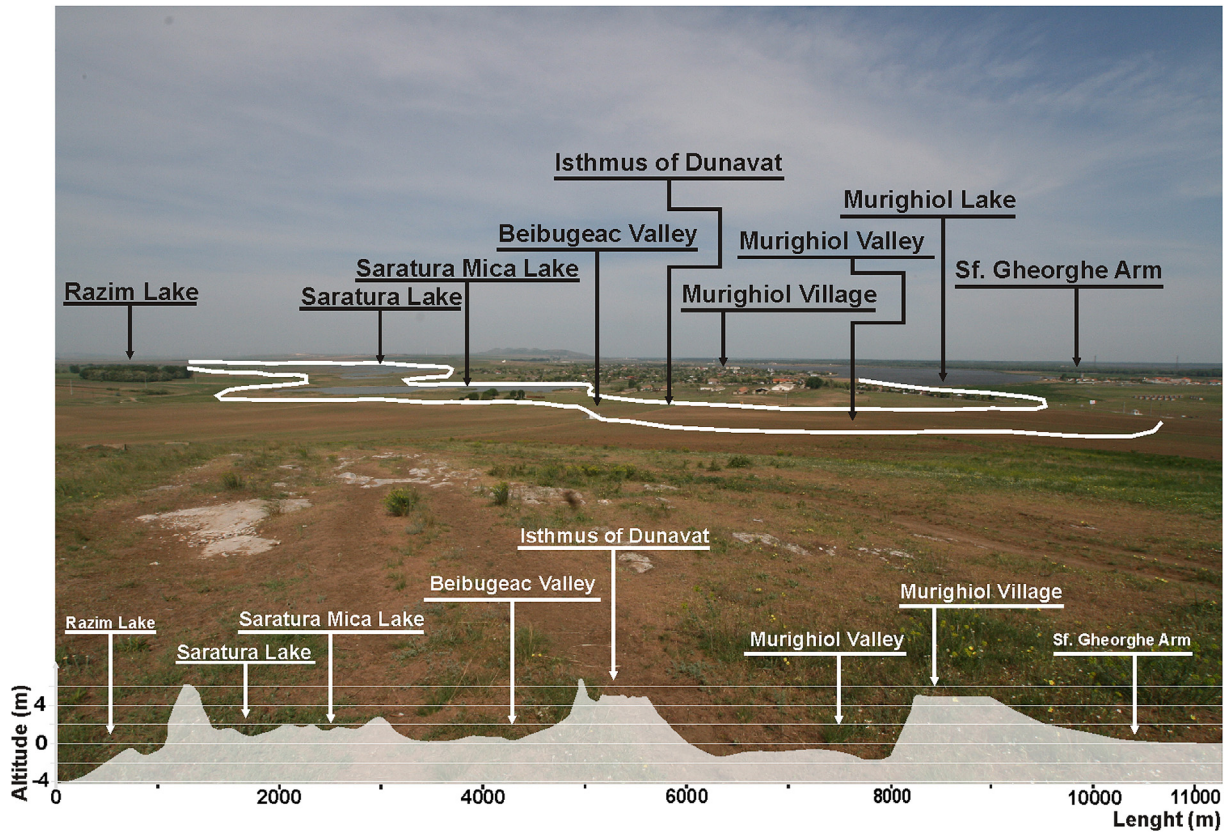 Isthmus of Dunavat
Murighiol Lake
Beibugeac Valley
Murighiol Valley
Saratura Mica Lake
Sf. Gheorghe Arm
Razim Lake
Saratura Lake
Murighiol Village
Isthmus of Dunavat
Beibugeac Valley
Murighiol Village
Razim Lake
Saratura Mica Lake
Saratura Lake
Murighiol Valley
Sf. Gheorghe Arm
Altitude (m)
4
0
-4
0
2000
4000
6000
8000
10000
11000
Lenght (m)